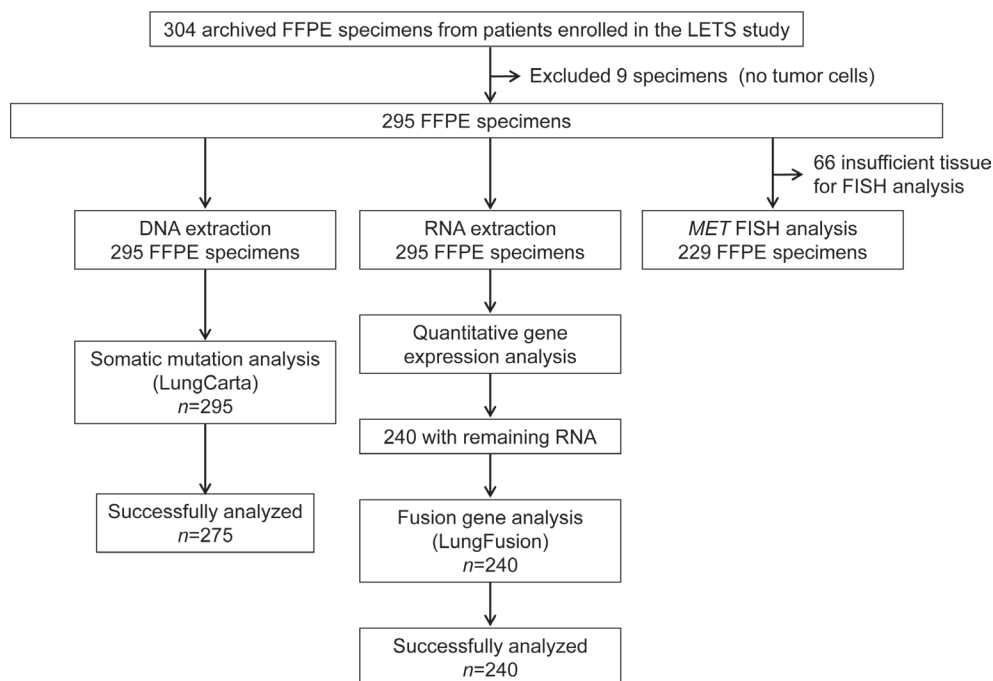 304 archived FFPE specimens from patients enrolled in the LETS study
Excluded 9 specimens (no tumor cells)
295 FFPE specimens
66 insufficient tissue
for FISH analysis
DNA extraction
295 FFPE specimens
RNA extraction
295 FFPE specimens
MET FISH analysis
229 FFPE specimens
Somatic mutation analysis
(LungCarta)
n=295
Quantitative gene
expression analysis
240 with remaining RNA
Successfully analyzed
n=275
Fusion gene analysis
(LungFusion)
n=240
Successfully analyzed
n=240